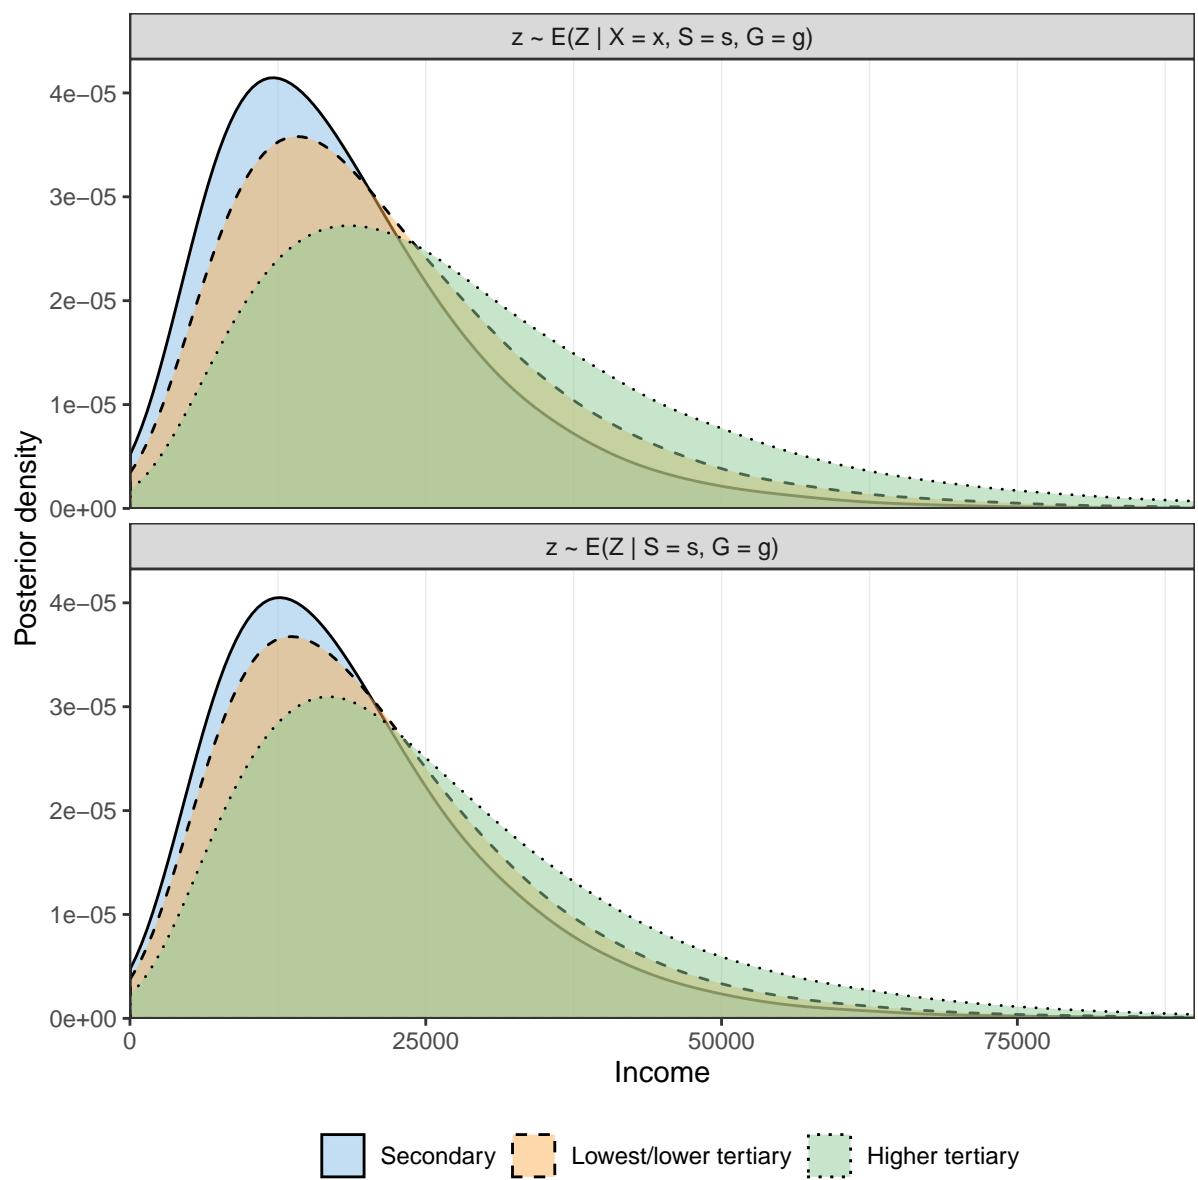 z ~ E(Z | X = x, S = s, G = g)
4e−05
3e−05
2e−05
1e−05
0e+00
z ~ E(Z | S = s, G = g)
4e−05
3e−05
2e−05
1e−05
0e+00
Posterior density
0 25000 50000 75000
Income
Secondary Lowest/lower tertiary Higher tertiary